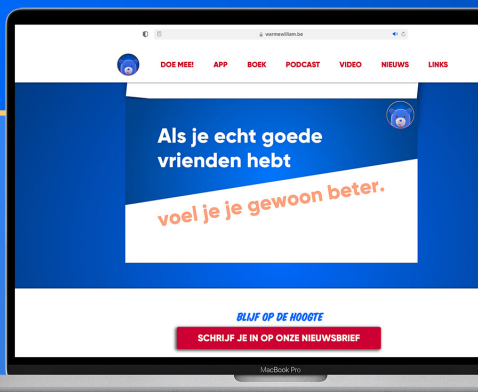 warmewilliam.be
DOE MEE! APP BOEK PODCAST VIDEO NIEUWS LINKS
Als je echt goede
vrienden hebt
voel je je gewoon beter.
BLIJF OP DE HOOGTE
SCHRIJF JE IN OP ONZE NIEUWSBRIEF
MacBook Pro